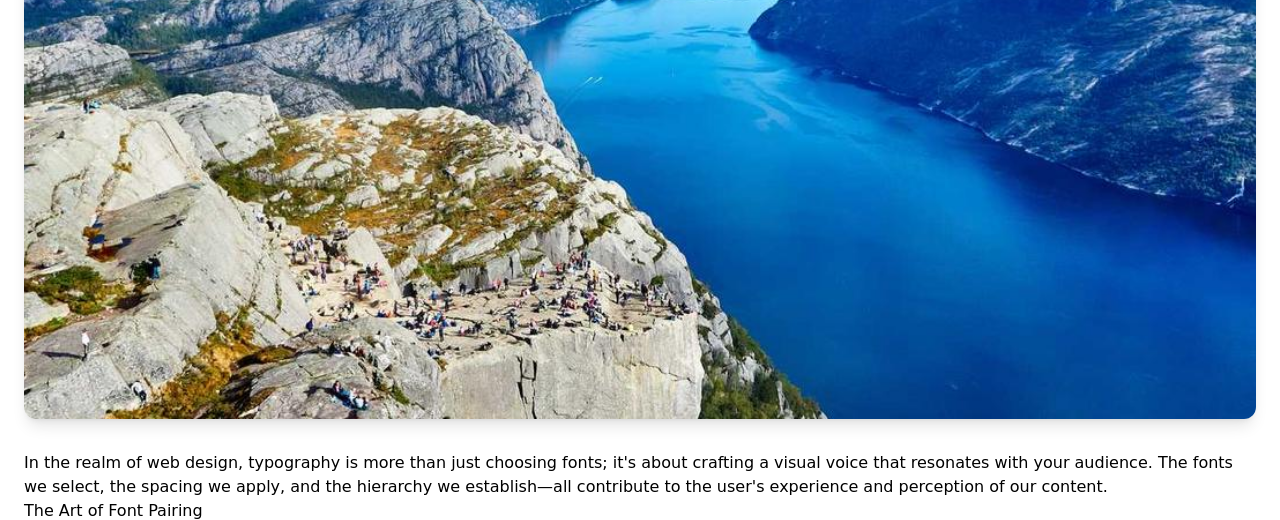 In the realm of web design, typography is more than just choosing fonts; it's about crafting a visual voice that resonates with your audience. The fonts
we select, the spacing we apply, and the hierarchy we establish—all contribute to the user's experience and perception of our content.
The Art of Font Pairing